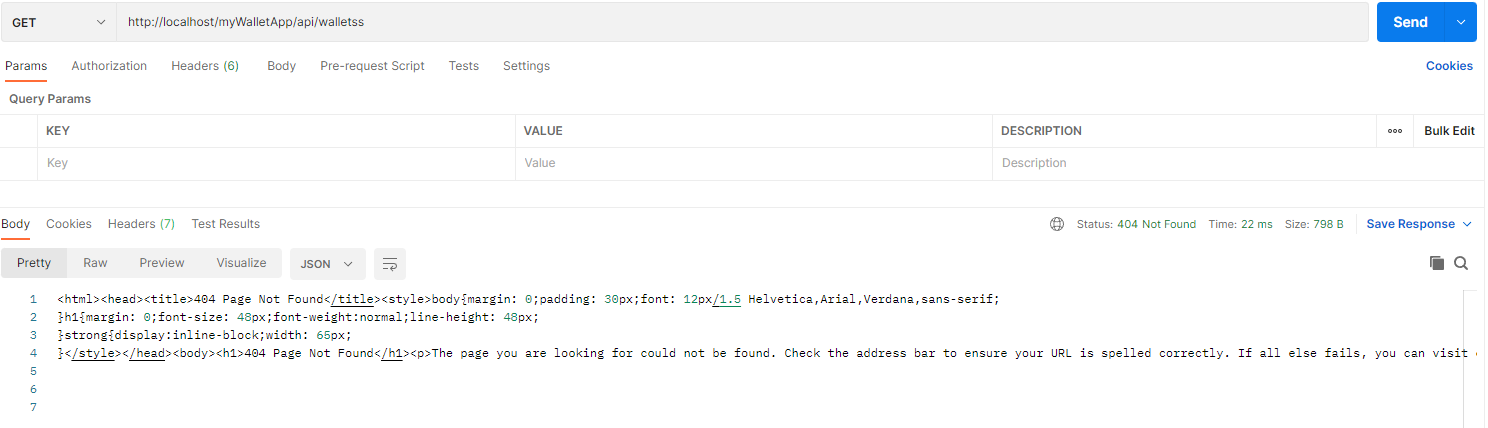 GET http://localhost/myWalletApp/api/walletss Send
Params Authorization Headers (6) Body Pre-request Script Tests Settings Cookies
Query Params
KEY VALUE DESCRIPTION ooo Bulk Edit
Key Value Description
Body Cookies Headers (7) Test Results Status: 404 Not Found Time: 22 ms Size: 798 B Save Response
Pretty Raw Preview Visualize JSON
1 <html><head><title>404 Page Not Found</title><style>body{margin: 0;padding: 30px;font: 12px/1.5 Helvetica,Arial,Verdana,sans-serif;
2 }h1{margin: 0;font-size: 48px;font-weight:normal;line-height: 48px;
3 }strong{display:inline-block;width: 65px;
4 }</style></head><body><h1>404 Page Not Found</h1><p>The page you are looking for could not be found. Check the address bar to ensure your URL is spelled correctly. If all else fails, you can visit
5
6
7